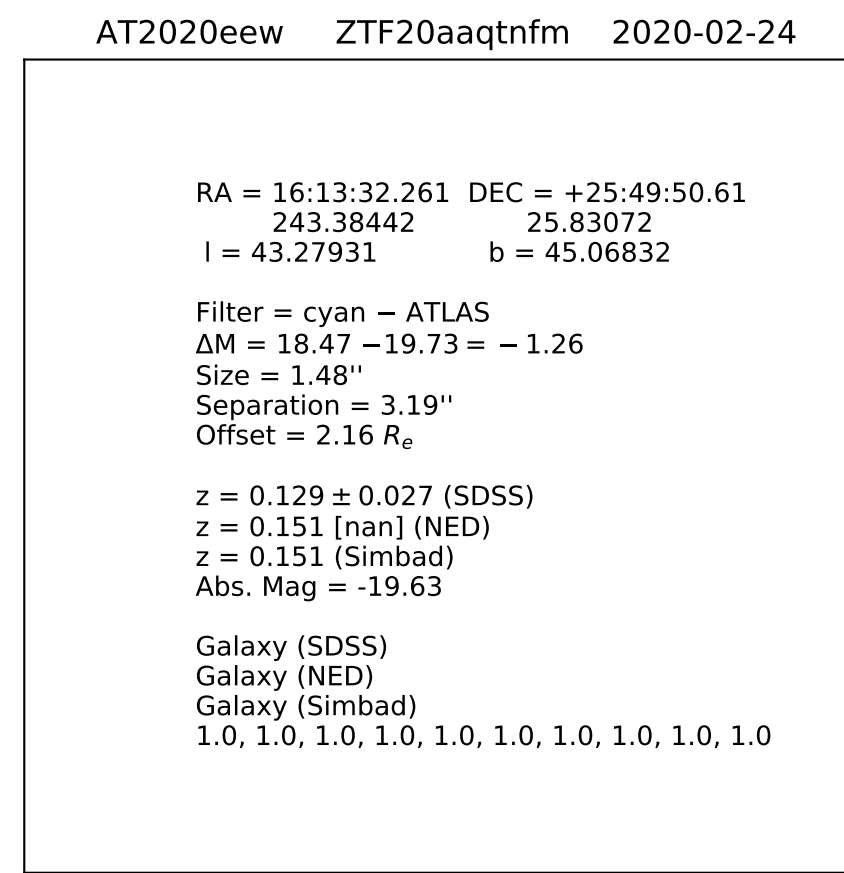 AT2020eew ZTF20aaqtnfm 2020-02-24
RA = 16:13:32.261 DEC = +25:49:50.61
243.38442 25.83072
l = 43.27931 b = 45.06832
Filter = cyan − ATLAS
ΔM = 18.47 −19.73 = − 1.26
Size = 1.48''
Separation = 3.19''
Offset = 2.16 Re
z = 0.129 ± 0.027 (SDSS)
z = 0.151 [nan] (NED)
z = 0.151 (Simbad)
Abs. Mag = -19.63
Galaxy (SDSS)
Galaxy (NED)
Galaxy (Simbad)
1.0, 1.0, 1.0, 1.0, 1.0, 1.0, 1.0, 1.0, 1.0, 1.0